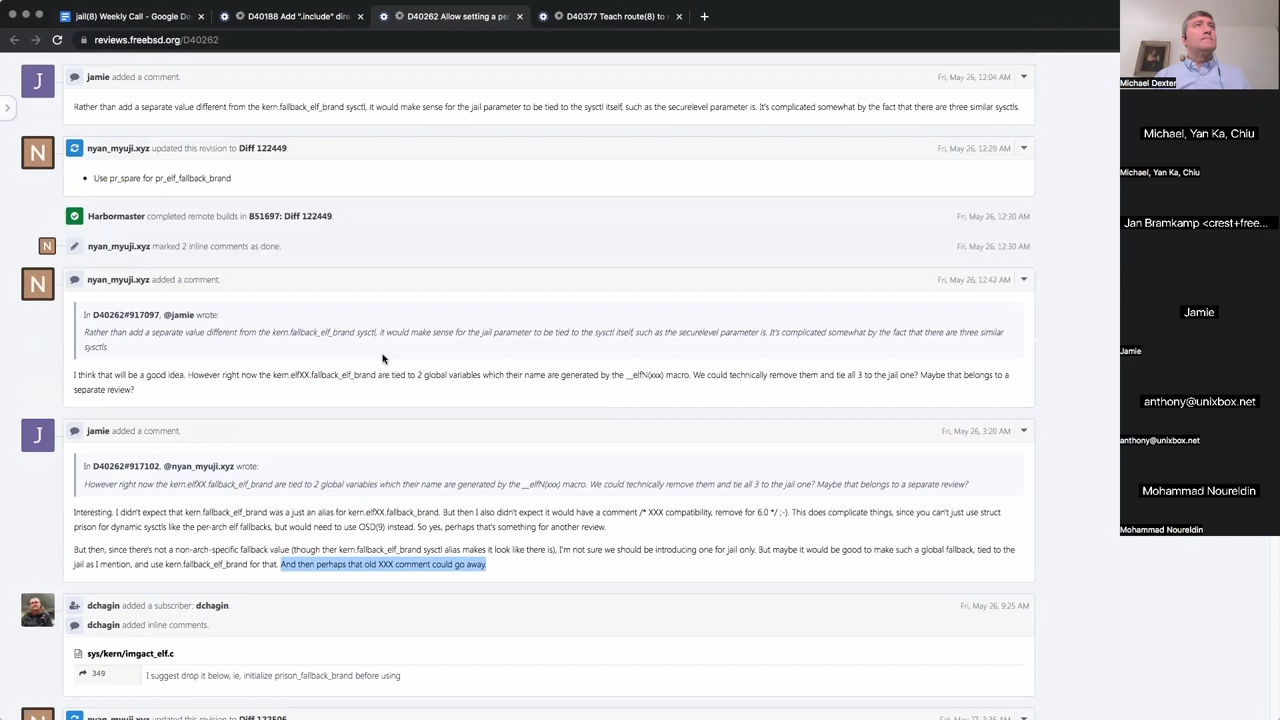 jail(8) Weekly Call - Google Do
D40188 Add ".include" dire
D40262 Allow setting a per
D40377 Teach route(8) to r
reviews.freebsd.org/D40262
J
jamie added a comment.
Fri, May 26, 12:04 AM
Rather than add a separate value different from the kern.fallback_elf_brand sysctl, it would make sense for the jail parameter to be tied to the sysctl itself, such as the securelevel parameter is. It's complicated somewhat by the fact that there are three similar sysctls.
N
nyan_myuji.xyz updated this revision to Diff 122449.
Fri, May 26, 12:29 AM
• Use pr_spare for pr_elf_fallback_brand
Harbormaster completed remote builds in B51697: Diff 122449.
Fri, May 26, 12:30 AM
N
nyan_myuji.xyz marked 2 inline comments as done.
Fri, May 26, 12:30 AM
N
nyan_myuji.xyz added a comment.
Fri, May 26, 12:42 AM
In D40262#917097, @jamie wrote:
Rather than add a separate value different from the kern.fallback_elf_brand sysctl, it would make sense for the jail parameter to be tied to the sysctl itself, such as the securelevel parameter is. It's complicated somewhat by the fact that there are three similar
sysctls.
I think that will be a good idea. However right now the kern.elfXX.fallback_elf_brand are tied to 2 global variables which their name are generated by the __elfN(xxx) macro. We could technically remove them and tie all 3 to the jail one? Maybe that belongs to a
separate review?
J
jamie added a comment.
Fri, May 26, 3:20 AM
In D40262#917102, @nyan_myuji.xyz wrote:
However right now the kern.elfXX.fallback_elf_brand are tied to 2 global variables which their name are generated by the __elfN(xxx) macro. We could technically remove them and tie all 3 to the jail one? Maybe that belongs to a separate review?
Interesting. I didn't expect that kern.fallback_elf_brand was a just an alias for kern.elfXX.fallback_brand. But then I also didn't expect it would have a comment /* XXX compatibility, remove for 6.0 */ ;-). This does complicate things, since you can't just use struct
prison for dynamic sysctls like the per-arch elf fallbacks, but would need to use OSD(9) instead. So yes, perhaps that's something for another review.
But then, since there's not a non-arch-specific fallback value (though ther kern.fallback_elf_brand sysctl alias makes it look like there is), I'm not sure we should be introducing one for jail only. But maybe it would be good to make such a global fallback, tied to the
jail as I mention, and use kern.fallback_elf_brand for that. And then perhaps that old XXX comment could go away.
dchagin added a subscriber: dchagin.
Fri, May 26, 9:25 AM
dchagin added inline comments.
sys/kern/imgact_elf.c
349
I suggest drop it below, ie, initialize prison_fallback_brand before using
N
nyan_myuji.xyz updated this revision to Diff 122506.
Sat, May 27, 3:36 AM
Michael Dexter
Michael, Yan Ka, Chiu
Michael, Yan Ka, Chiu
Jan Bramkamp <crest+free...
Jamie
Jamie
anthony@unixbox.net
anthony@unixbox.net
Mohammad Noureldin
Mohammad Noureldin